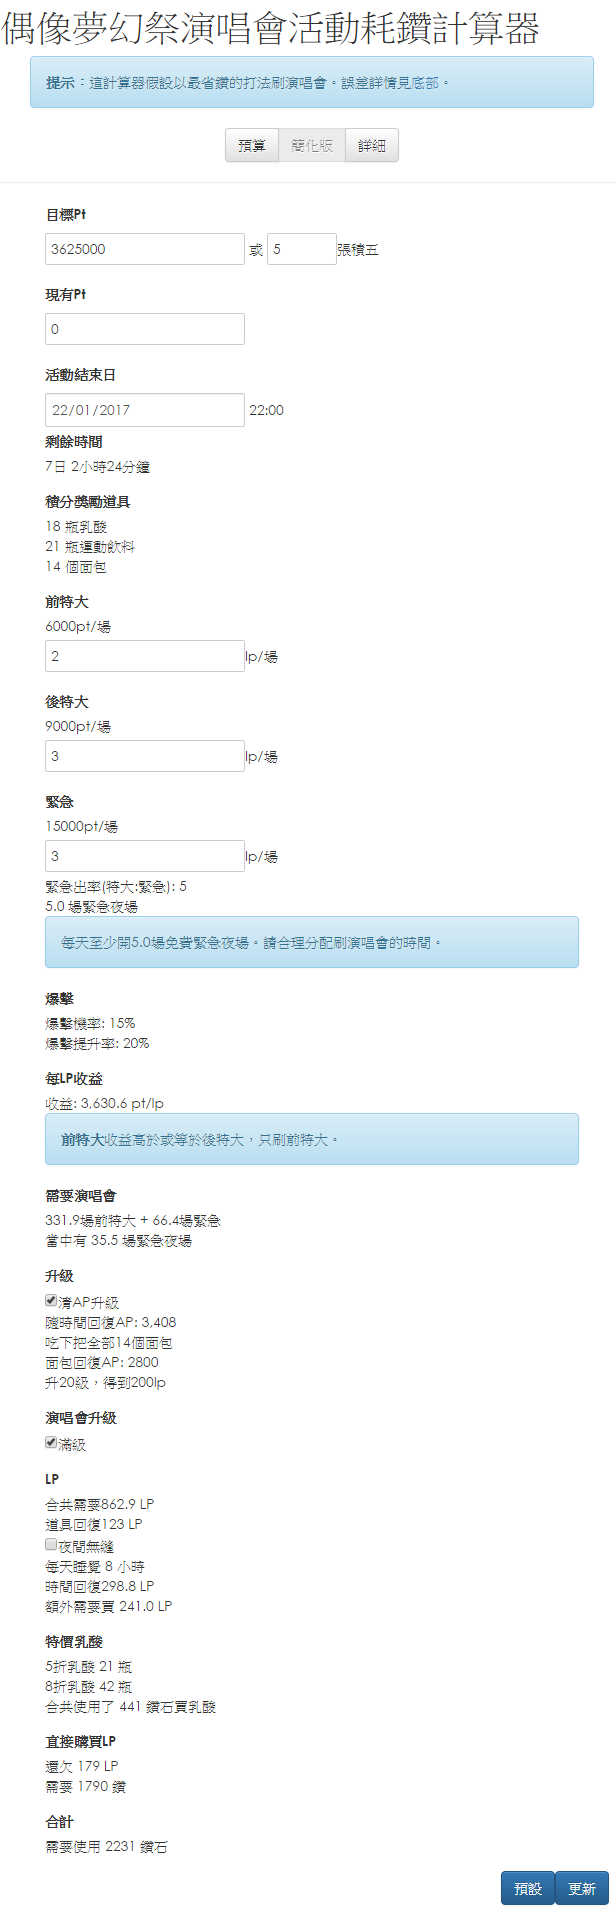 偶像夢幻祭演唱會活動耗鑽計算器
提示：這計算器假設以最省鑽的打法刷演唱會。誤差詳情見底部。
預算 簡化版 詳細
目標Pt
3625000 或 5 張積五
現有Pt
0
活動結束日
22/01/2017 22:00
剩餘時間
7日 2小時24分鐘
積分獎勵道具
18 瓶乳酸
21 瓶運動飲料
14 個面包
前特大
6000pt/場
2 lp/場
後特大
9000pt/場
3 lp/場
緊急
15000pt/場
3 lp/場
緊急出率(特大:緊急): 5
5.0 場緊急夜場
每天至少開5.0場免費緊急夜場。請合理分配刷演唱會的時間。
爆擊
爆擊機率: 15%
爆擊提升率: 20%
每LP收益
收益: 3,630.6 pt/lp
前特大收益高於或等於後特大，只刷前特大。
需要演唱會
331.9場前特大 + 66.4場緊急
當中有 35.5 場緊急夜場
升級
清AP升級
隨時間回復AP: 3,408
吃下把全部14個面包
面包回復AP: 2800
升20級，得到200lp
演唱會升級
滿級
LP
合共需要862.9 LP
道具回復123 LP
夜間無縫
每天睡覺 8 小時
時間回復298.8 LP
額外需要買 241.0 LP
特價乳酸
5折乳酸 21 瓶
8折乳酸 42 瓶
合共使用了 441 鑽石買乳酸
直接購買LP
還欠 179 LP
需要 1790 鑽
合計
需要使用 2231 鑽石
預設 更新